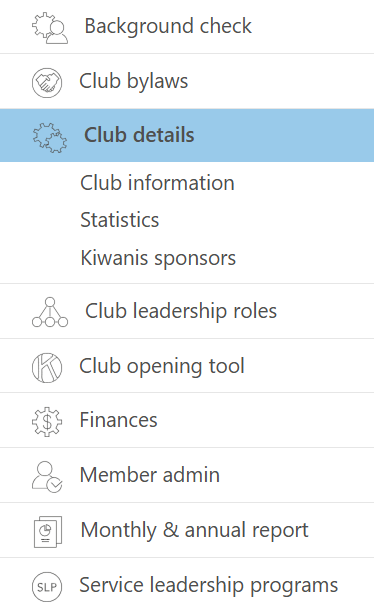 Background check
Club bylaws
Club details
Club information
Statistics
Kiwanis sponsors
Club leadership roles
Club opening tool
Finances
Member admin
Monthly & annual report
SLP Service leadership programs